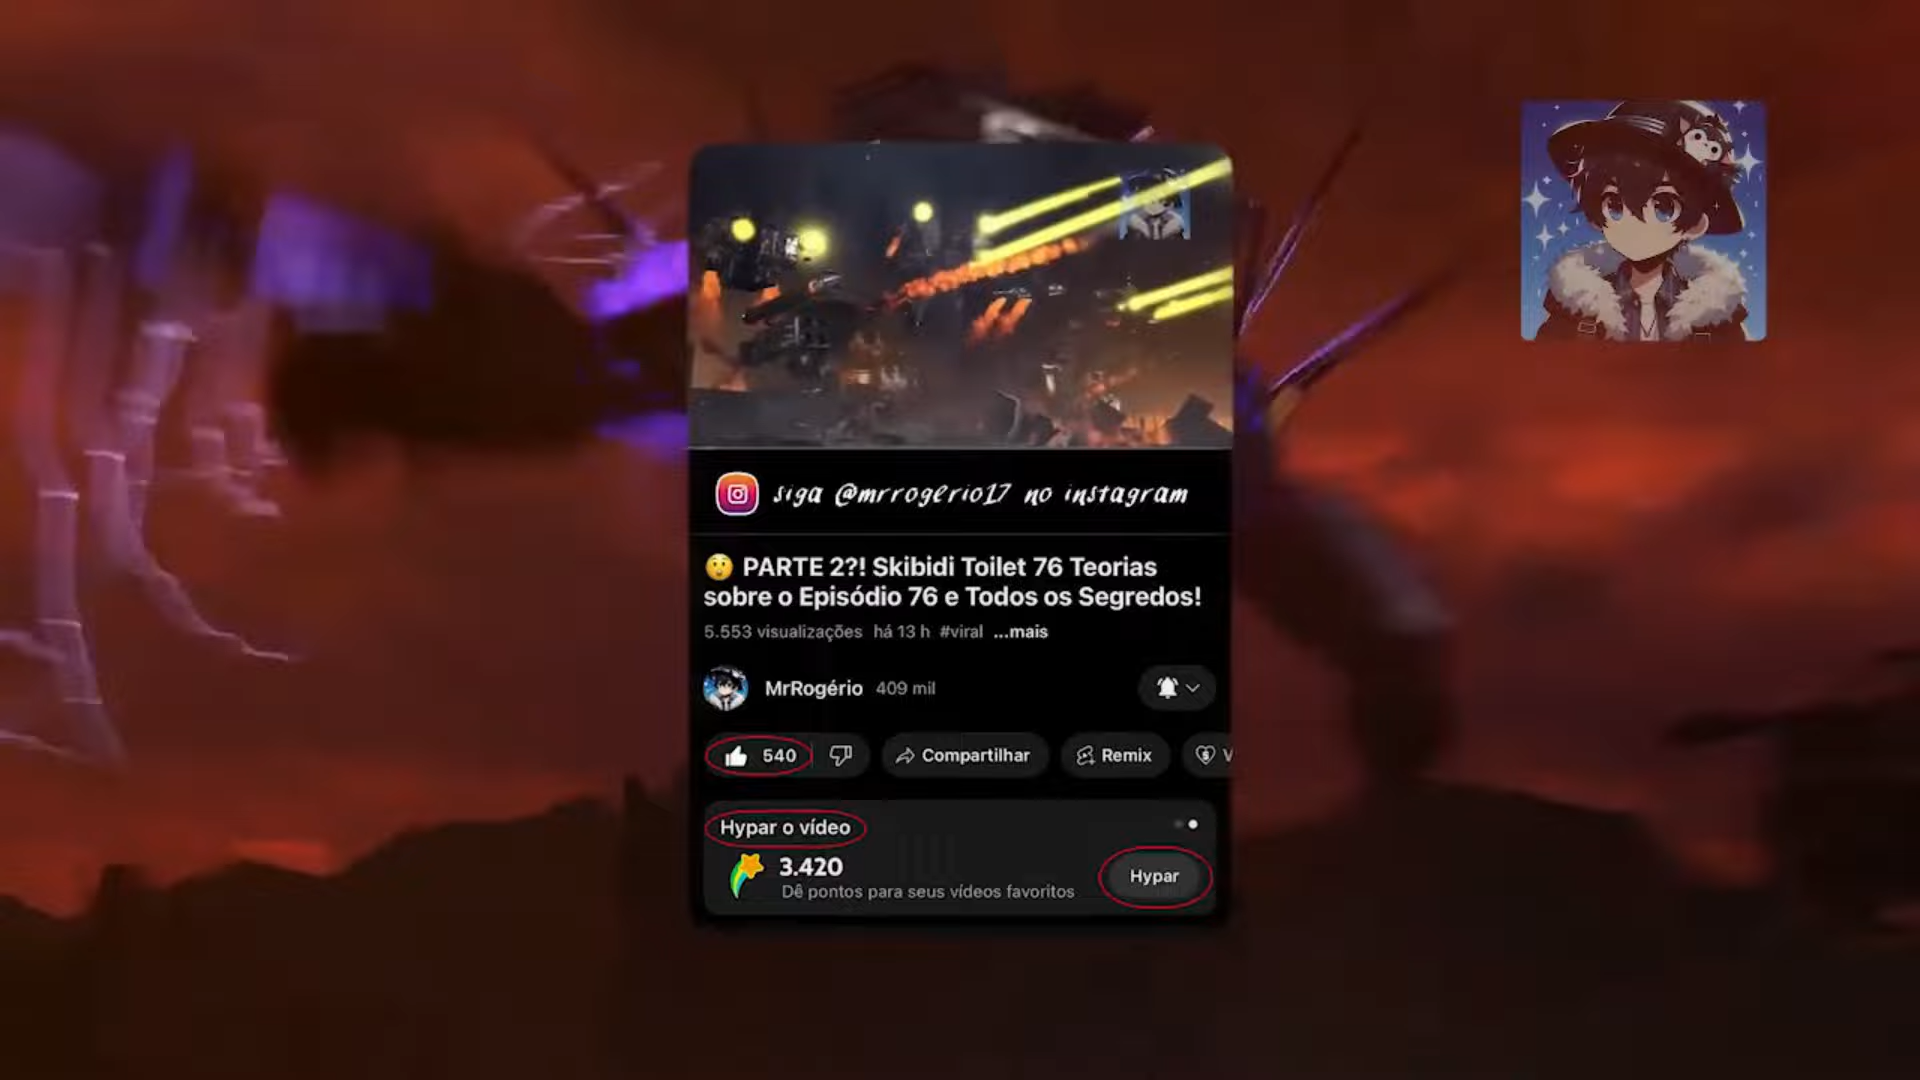 siga @mrrogerio17 no instagram
😲 PARTE 2?! Skibidi Toilet 76 Teorias
sobre o Episódio 76 e Todos os Segredos!
5.553 visualizações há 13 h #viral ...mais
MrRogério 409 mil
540 Compartilhar Remix V
Hypar o vídeo
3.420
Dê pontos para seus vídeos favoritos
Hypar